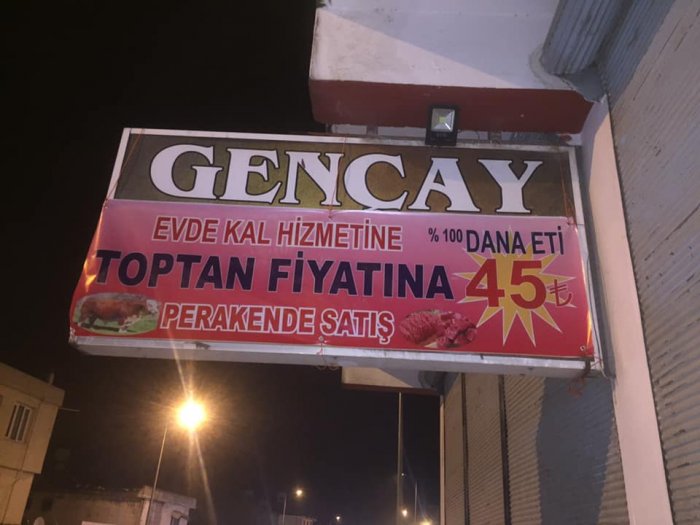 GENÇAY
EVDE KAL HİZMETİNE
% 100 DANA ETİ
TOPTAN FİYATINA 45₺
PERAKENDE SATIŞ